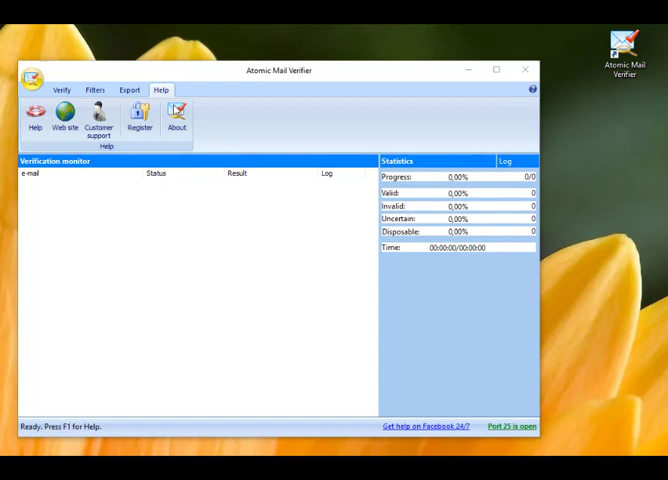 Atomic Mail
Verifier
Atomic Mail Verifier
Verify Filters Export Help
Help Web site Customer support Register About
Help
Verification monitor
e-mail Status Result Log
Statistics Log
Progress: 0,00% 0/0
Valid: 0,00% 0
Invalid: 0,00% 0
Uncertain: 0,00% 0
Disposable: 0,00% 0
Time: 00:00:00/00:00:00
Ready. Press F1 for Help.
Get help on Facebook 24/7 Port 25 is open